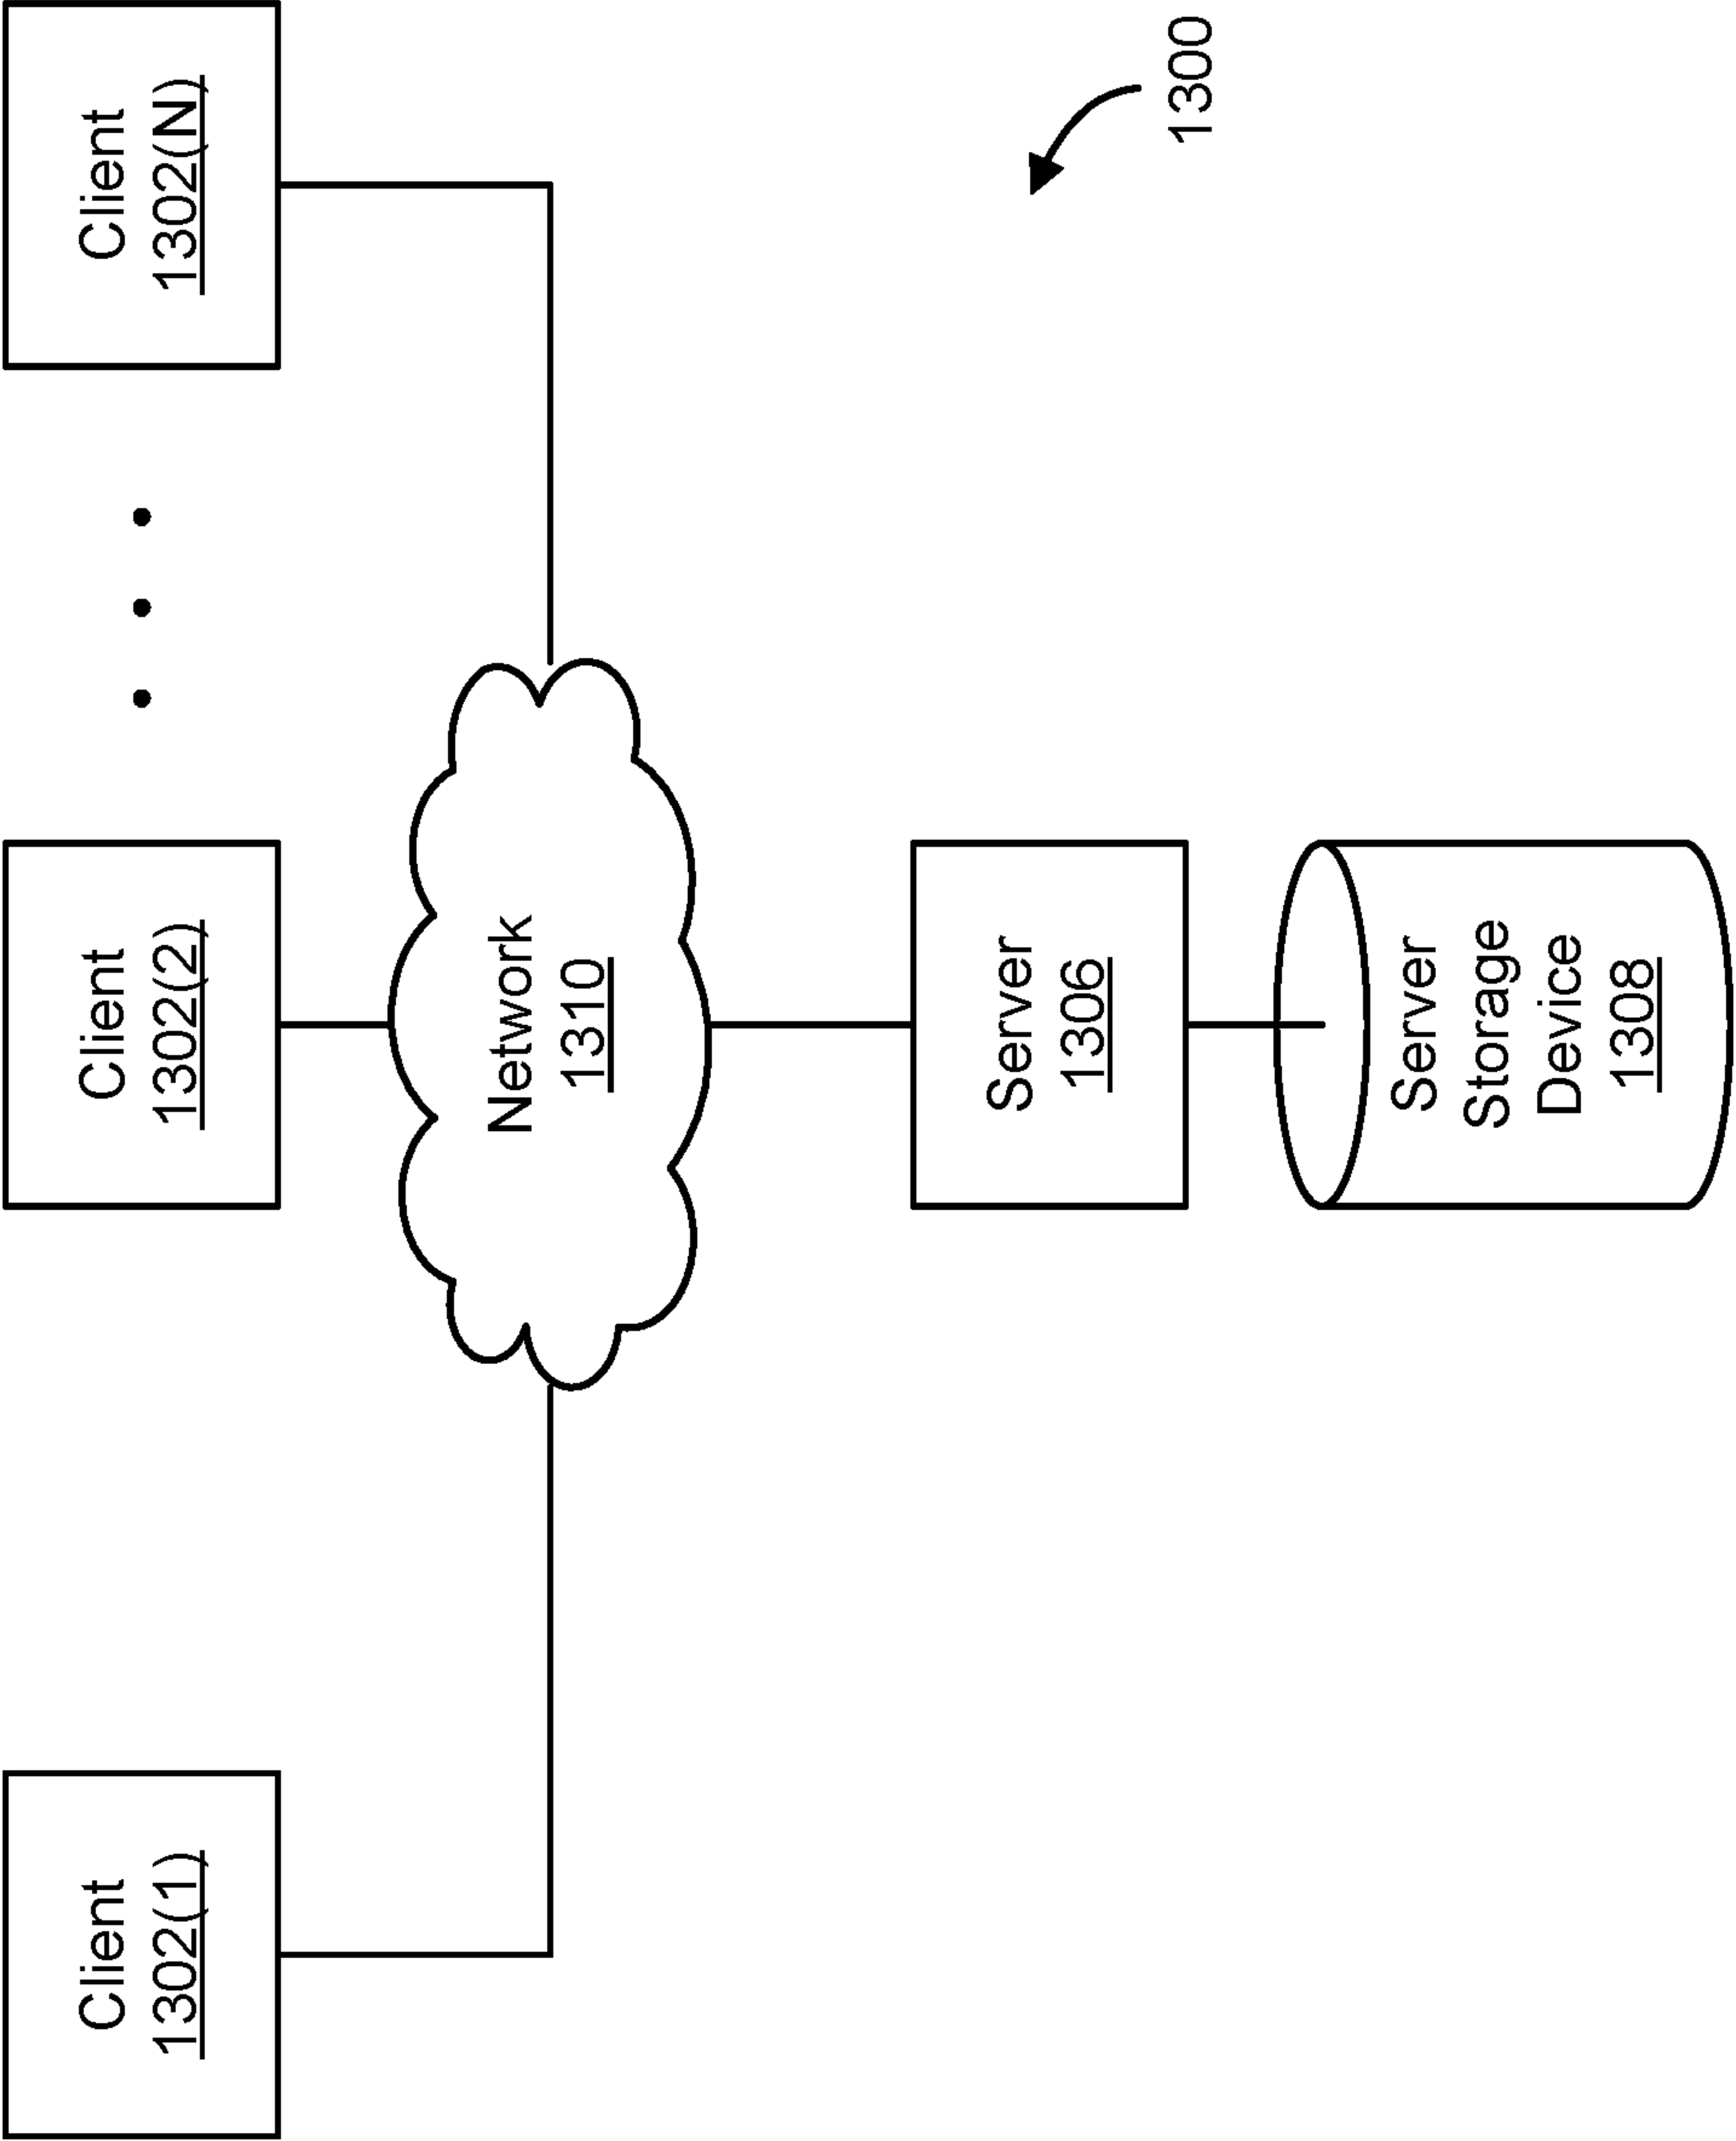 Client
1302(1)
Client
1302(2)
Client
1302(N)
Network
1310
Server
1306
Server
Storage
Device
1308
1300